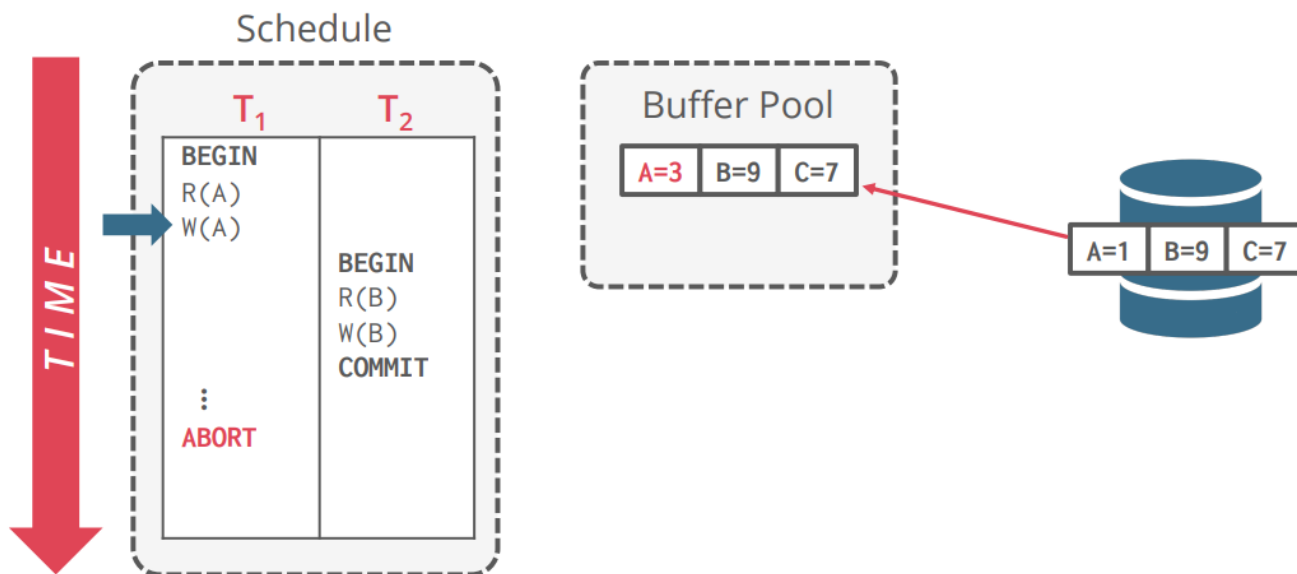 Schedule
TIME
T₁ T₂
BEGIN
R(A)
W(A)
BEGIN
R(B)
W(B)
COMMIT
⋮
ABORT
Buffer Pool
A=3 B=9 C=7
A=1 B=9 C=7